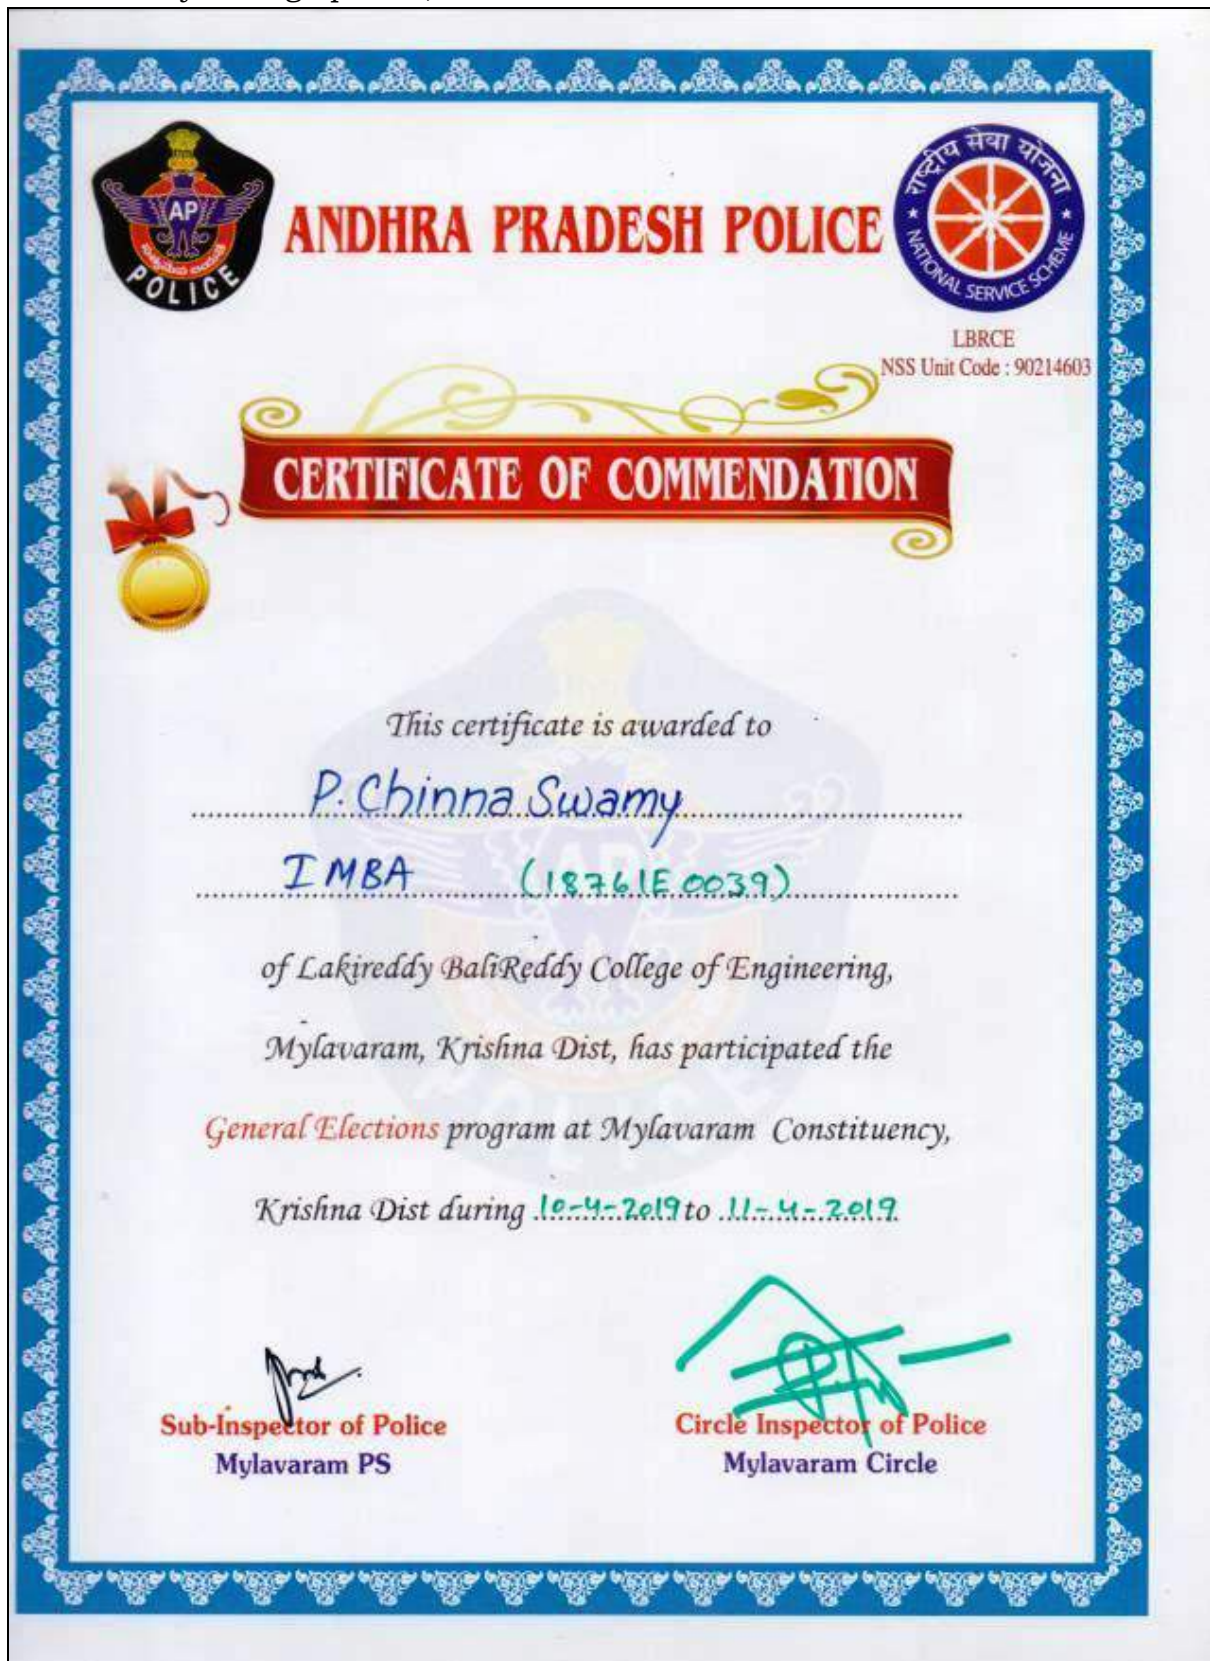 AP
POLICE
ANDHRA PRADESH POLICE
राष्ट्रीय सेवा योजना
NATIONAL SERVICE SCHEME
LBRCE
NSS Unit Code : 90214603
CERTIFICATE OF COMMENDATION
This certificate is awarded to
P. Chinna Swamy
I MBA (18761E0039)
of Lakireddy BaliReddy College of Engineering,
Mylavaram, Krishna Dist, has participated the
General Elections program at Mylavaram Constituency,
Krishna Dist during 10-4-2019 to 11-4-2019
Sub-Inspector of Police
Mylavaram PS
Circle Inspector of Police
Mylavaram Circle